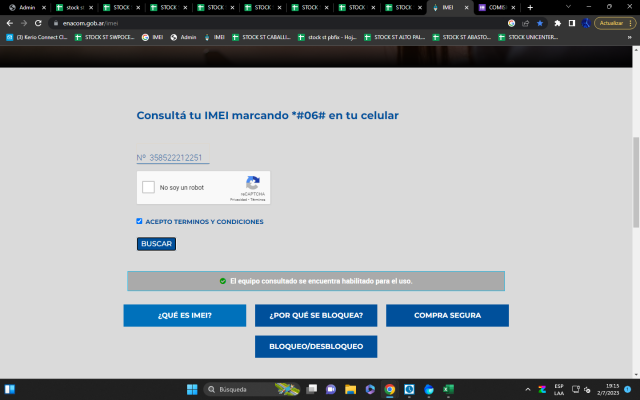 Admin
stock st
STOCK
STOCK
STOCK
STOCK
STOCK
STOCK
STOCK
IMEI
COMBI
enacom.gob.ar/imei
Actualizar
(3) Kerio Connect Cl...
STOCK ST SWPOCE...
IMEI
Admin
IMEI
STOCK ST CABALLI...
stock st pbfix - Hoj...
STOCK ST ALTO PAL...
STOCK ST ABASTO...
STOCK UNICENTER...
»
Consultá tu IMEI marcando *#06# en tu celular
Nº 358522212251
No soy un robot
reCAPTCHA
Privacidad - Términos
ACEPTO TERMINOS Y CONDICIONES
BUSCAR
El equipo consultado se encuentra habilitado para el uso.
¿QUÉ ES IMEI?
¿POR QUÉ SE BLOQUEA?
COMPRA SEGURA
BLOQUEO/DESBLOQUEO
Búsqueda
ESP
LAA
19:15
2/7/2023